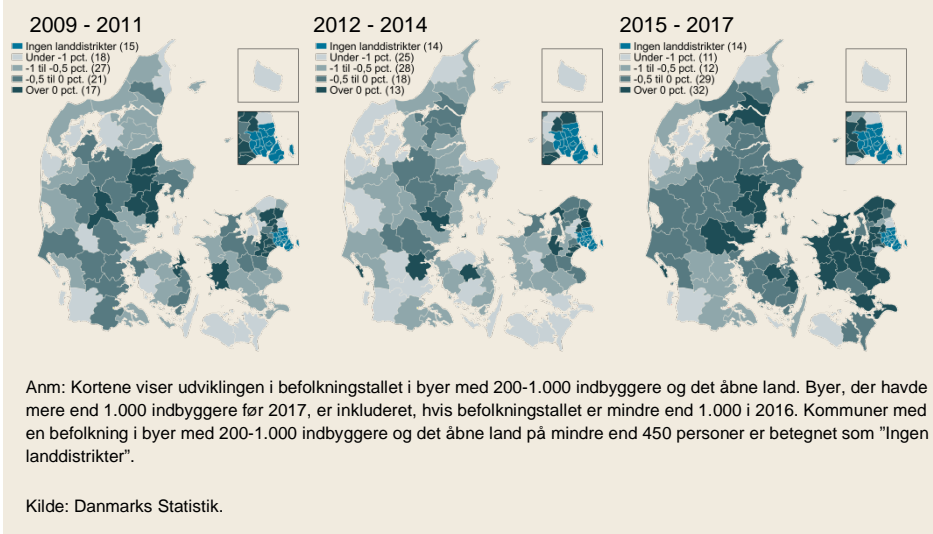 2009 - 2011
Ingen landdistrikter (15)
Under -1 pct. (18)
-1 til -0,5 pct. (27)
-0,5 til 0 pct. (21)
Over 0 pct. (17)
2012 - 2014
Ingen landdistrikter (14)
Under -1 pct. (25)
-1 til -0,5 pct. (28)
-0,5 til 0 pct. (18)
Over 0 pct. (13)
2015 - 2017
Ingen landdistrikter (14)
Under -1 pct. (11)
-1 til -0,5 pct. (12)
-0,5 til 0 pct. (29)
Over 0 pct. (32)
Anm: Kortene viser udviklingen i befolkningstallet i byer med 200-1.000 indbyggere og det åbne land. Byer, der havde
mere end 1.000 indbyggere før 2017, er inkluderet, hvis befolkningstallet er mindre end 1.000 i 2016. Kommuner med
en befolkning i byer med 200-1.000 indbyggere og det åbne land på mindre end 450 personer er betegnet som ”Ingen
landdistrikter”.
Kilde: Danmarks Statistik.